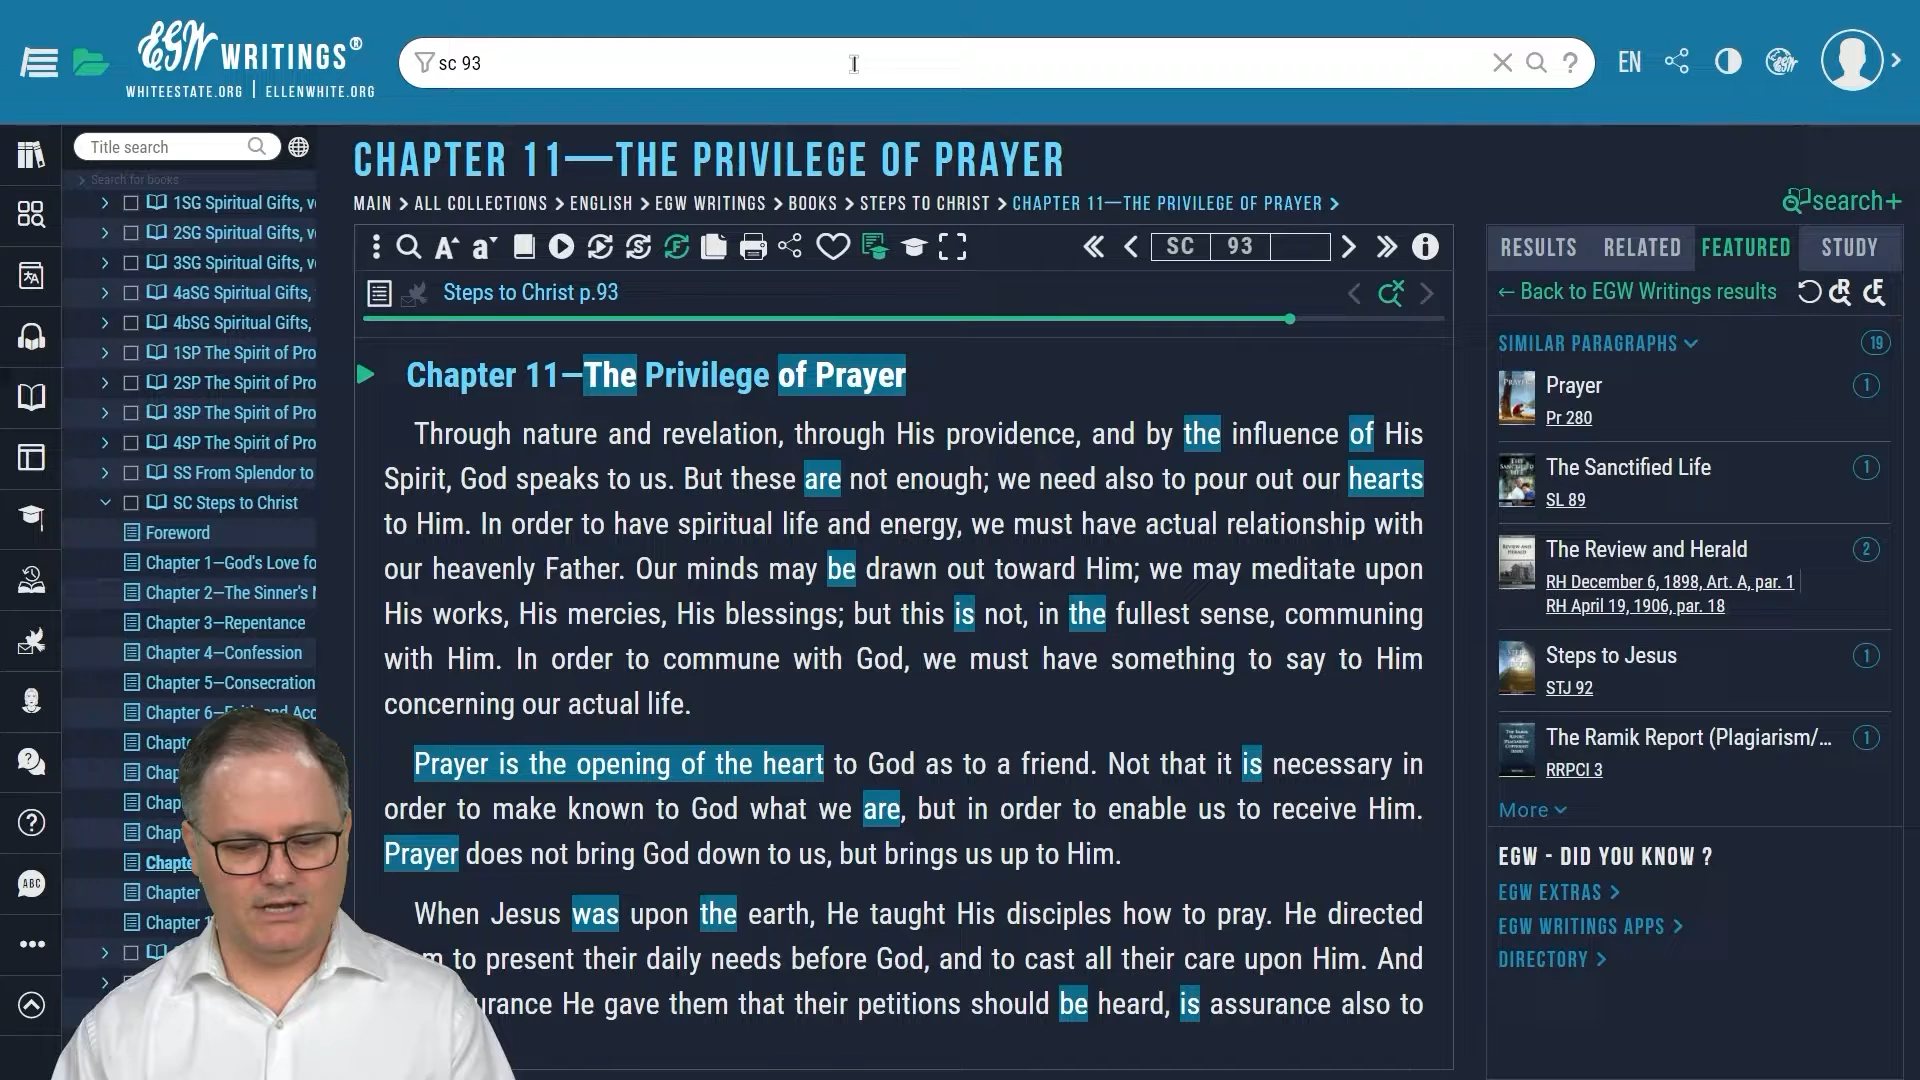 EGW WRITINGS®
WHITEESTATE.ORG | ELLENWHITE.ORG
sc 93
EN
Title search
Search for books
1SG Spiritual Gifts, v
2SG Spiritual Gifts, v
3SG Spiritual Gifts, v
4aSG Spiritual Gifts,
4bSG Spiritual Gifts,
1SP The Spirit of Pro
2SP The Spirit of Pro
3SP The Spirit of Pro
4SP The Spirit of Pro
SS From Splendor to
SC Steps to Christ
Foreword
Chapter 1—God's Love fo
Chapter 2—The Sinner's
Chapter 3—Repentance
Chapter 4—Confession
Chapter 5—Consecration
Chapter 6—Faith and Acc
Chapte
Chap
Chap
Chap
Chapte
Chapter
Chapter 1
ABC
CHAPTER 11—THE PRIVILEGE OF PRAYER
MAIN > ALL COLLECTIONS > ENGLISH > EGW WRITINGS > BOOKS > STEPS TO CHRIST > CHAPTER 11—THE PRIVILEGE OF PRAYER >
SC 93
Steps to Christ p.93
Chapter 11—The Privilege of Prayer
Through nature and revelation, through His providence, and by the influence of His
Spirit, God speaks to us. But these are not enough; we need also to pour out our hearts
to Him. In order to have spiritual life and energy, we must have actual relationship with
our heavenly Father. Our minds may be drawn out toward Him; we may meditate upon
His works, His mercies, His blessings; but this is not, in the fullest sense, communing
with Him. In order to commune with God, we must have something to say to Him
concerning our actual life.
Prayer is the opening of the heart to God as to a friend. Not that it is necessary in
order to make known to God what we are, but in order to enable us to receive Him.
Prayer does not bring God down to us, but brings us up to Him.
When Jesus was upon the earth, He taught His disciples how to pray. He directed
m to present their daily needs before God, and to cast all their care upon Him. And
urance He gave them that their petitions should be heard, is assurance also to
search+
RESULTS RELATED FEATURED STUDY
← Back to EGW Writings results
SIMILAR PARAGRAPHS 19
Prayer 1
Pr 280
The Sanctified Life 1
SL 89
The Review and Herald 2
RH December 6, 1898, Art. A, par. 1
RH April 19, 1906, par. 18
Steps to Jesus 1
STJ 92
The Ramik Report (Plagiarism/... 1
RRPCI 3
More
EGW - DID YOU KNOW ?
EGW EXTRAS >
EGW WRITINGS APPS >
DIRECTORY >